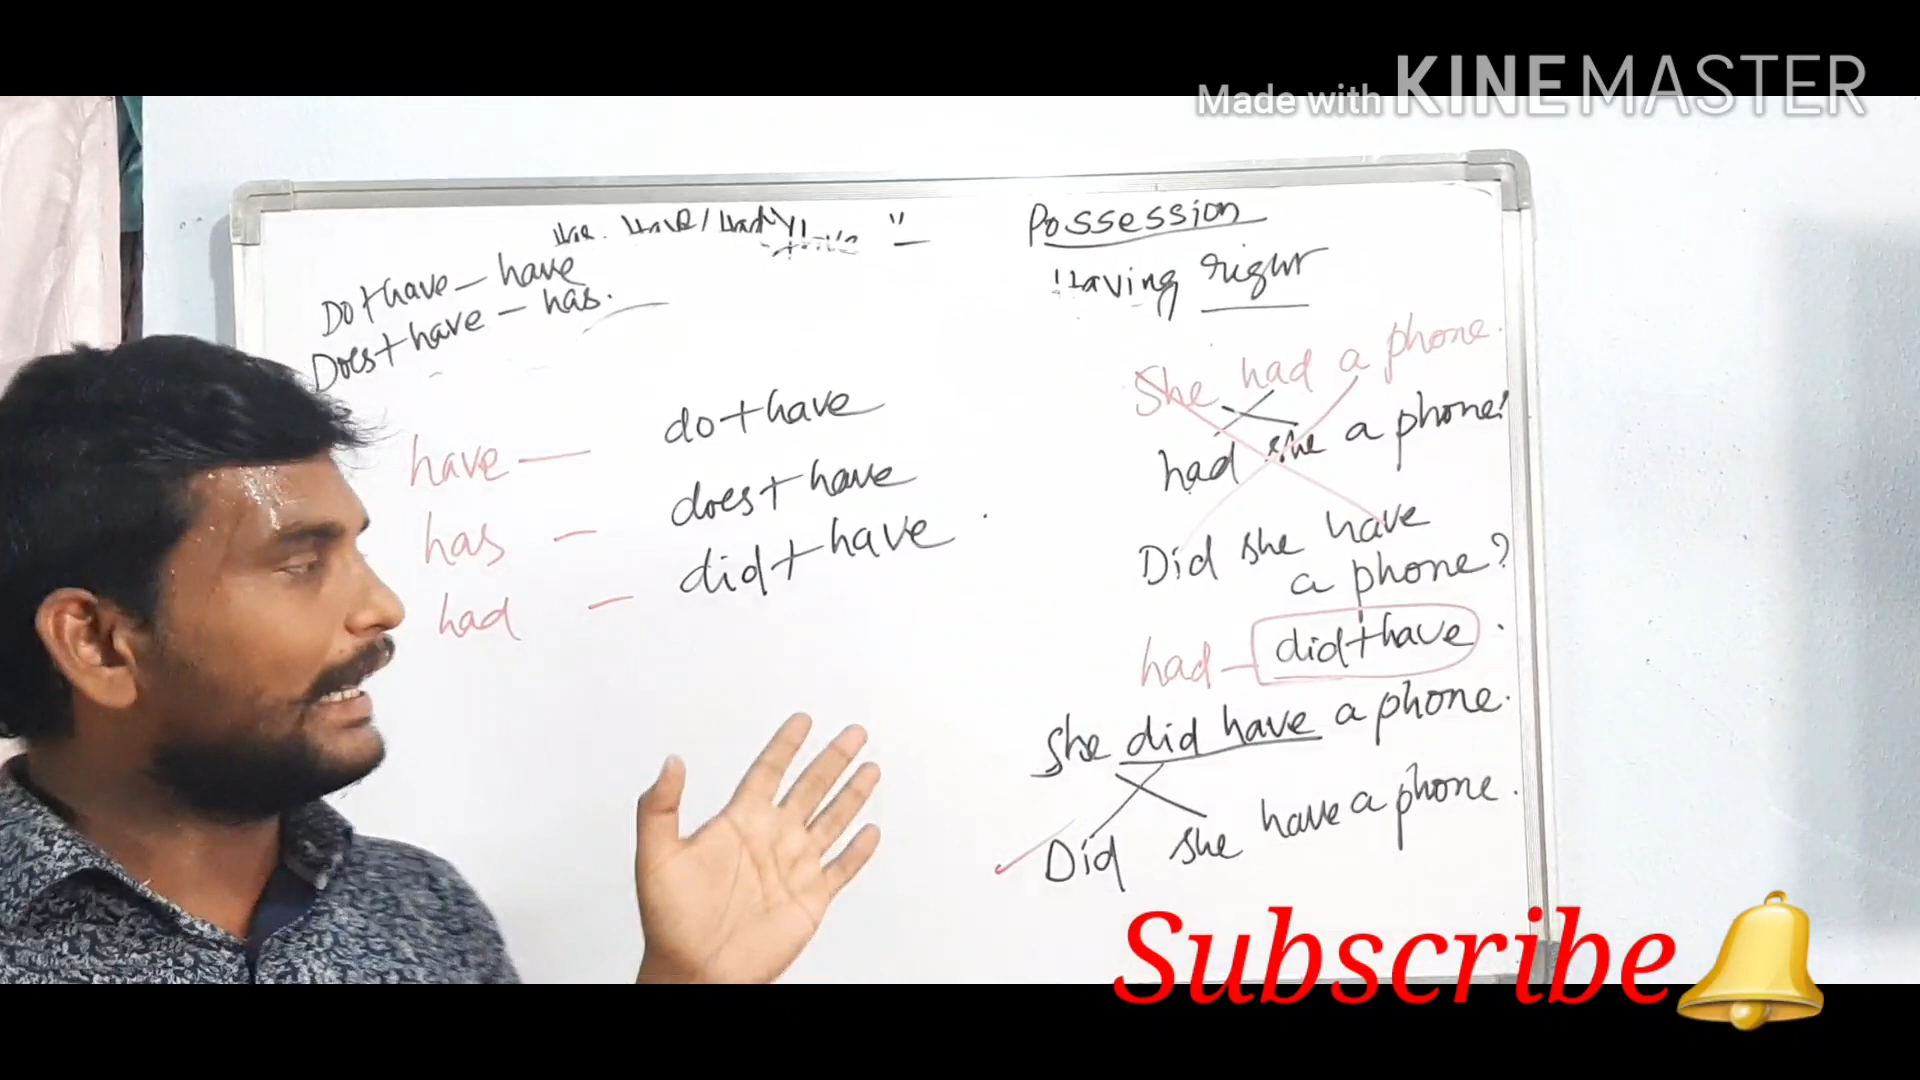 Made with KINEMASTER
Do+have – have
Does+have – has.
have — do+have
has – does+have
had – did+have.
Possession
Having right
She had a phone.
had she a phone?
Did she have
a phone?
had – did+have.
She did have a phone.
Did she have a phone.
Subscribe